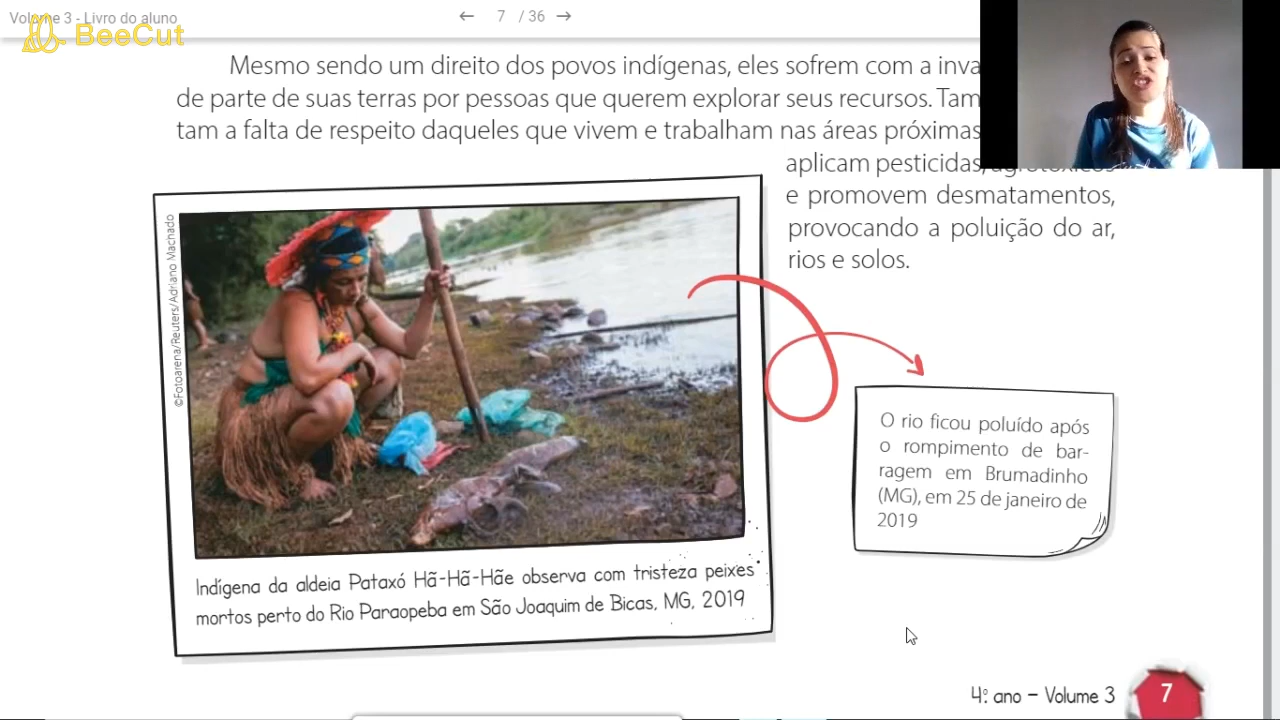 Volume 3 - Livro do aluno
7 / 36
BeeCut
Mesmo sendo um direito dos povos indígenas, eles sofrem com a inva
de parte de suas terras por pessoas que querem explorar seus recursos. Tam
tam a falta de respeito daqueles que vivem e trabalham nas áreas próximas
aplicam pesticidas, agrotóxicos
e promovem desmatamentos,
provocando a poluição do ar,
rios e solos.
©Fotoarena/Reuters/Adriano Machado
O rio ficou poluído após
o rompimento de bar-
ragem em Brumadinho
(MG), em 25 de janeiro de
2019
Indígena da aldeia Pataxó Hã-Hã-Hãe observa com tristeza peixes
mortos perto do Rio Paraopeba em São Joaquim de Bicas, MG, 2019
4º. ano – Volume 3
7